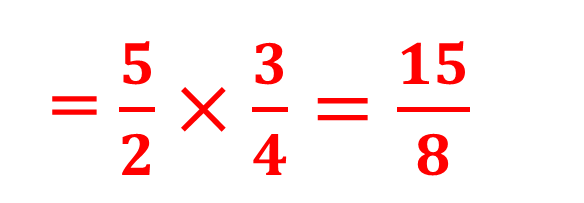 = 5/2 × 3/4 = 15/8